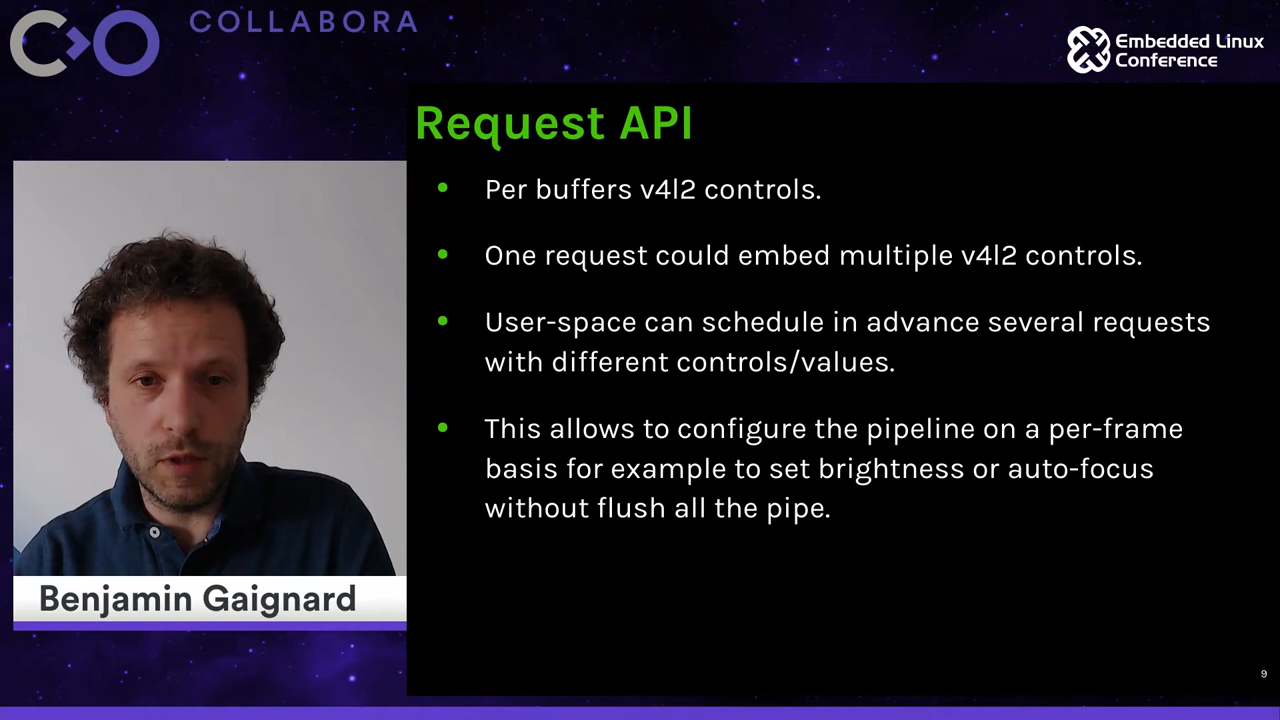 COLLABORA
Embedded Linux
Conference
Request API
Per buffers v4l2 controls.
One request could embed multiple v4l2 controls.
User-space can schedule in advance several requests
with different controls/values.
This allows to configure the pipeline on a per-frame
basis for example to set brightness or auto-focus
without flush all the pipe.
Benjamin Gaignard
9